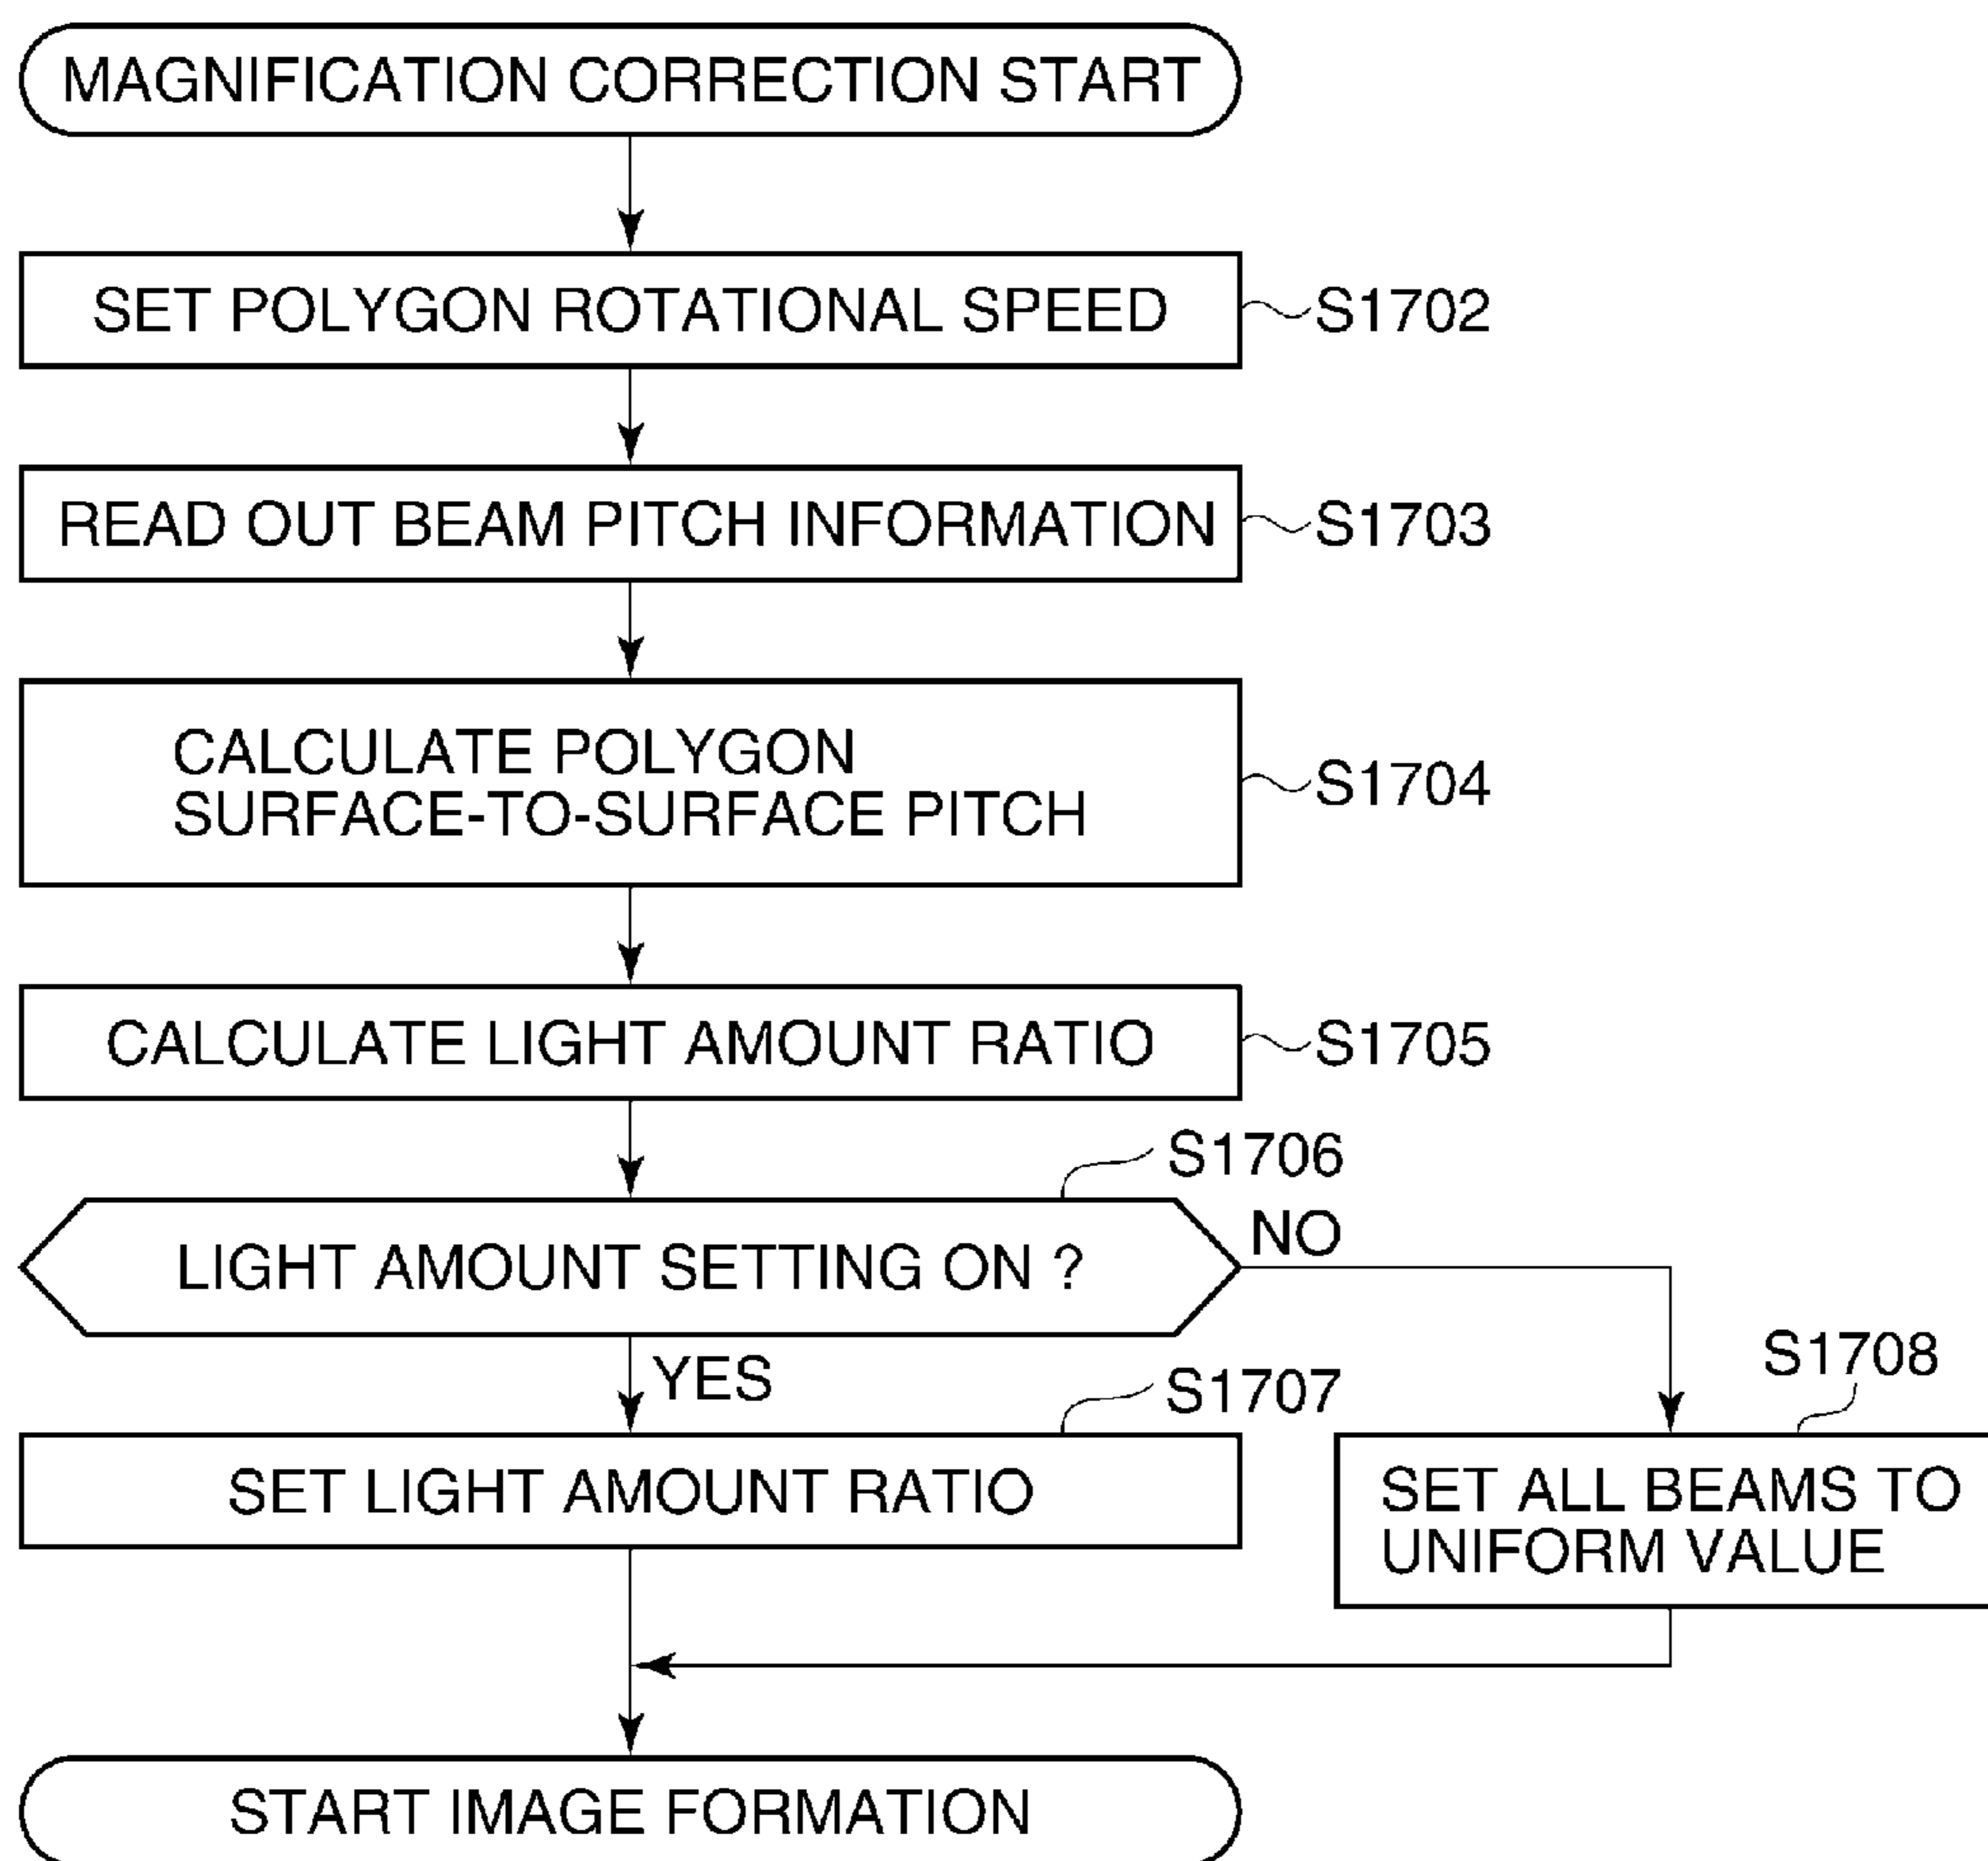 MAGNIFICATION CORRECTION START
SET POLYGON ROTATIONAL SPEED
S1702
READ OUT BEAM PITCH INFORMATION
S1703
CALCULATE POLYGON
SURFACE-TO-SURFACE PITCH
S1704
CALCULATE LIGHT AMOUNT RATIO
S1705
S1706
LIGHT AMOUNT SETTING ON ?
NO
YES
S1707
S1708
SET LIGHT AMOUNT RATIO
SET ALL BEAMS TO
UNIFORM VALUE
START IMAGE FORMATION